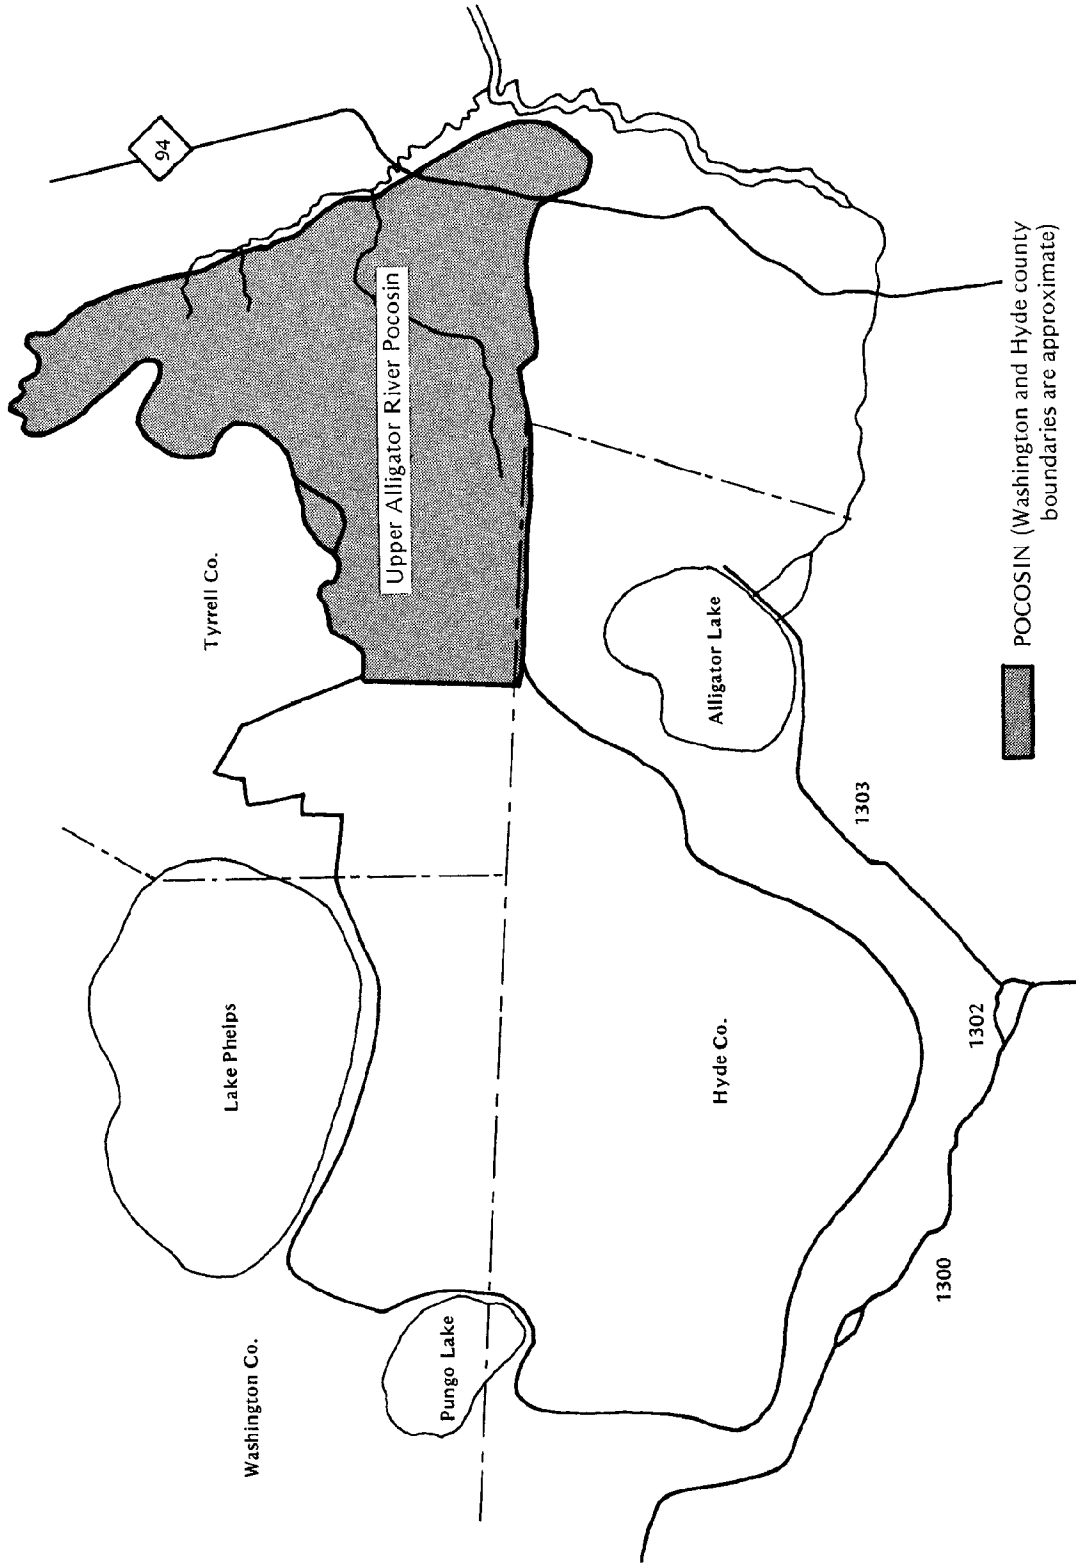 94
Tyrrell Co.
Upper Alligator River Pocosin
Lake Phelps
Washington Co.
Pungo Lake
Alligator Lake
Hyde Co.
1303
1302
1300
POCOSIN (Washington and Hyde county
boundaries are approximate)